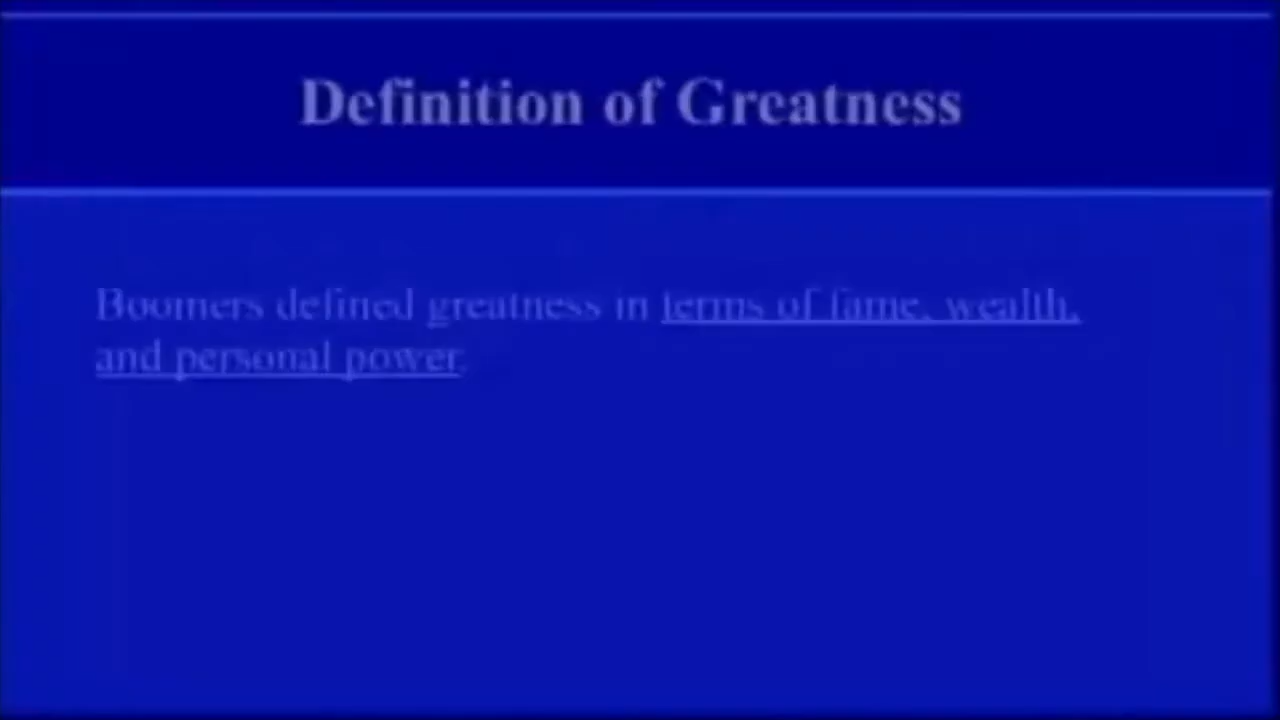 Definition of Greatness
Boomers defined greatness in terms of fame, wealth,
and personal power.